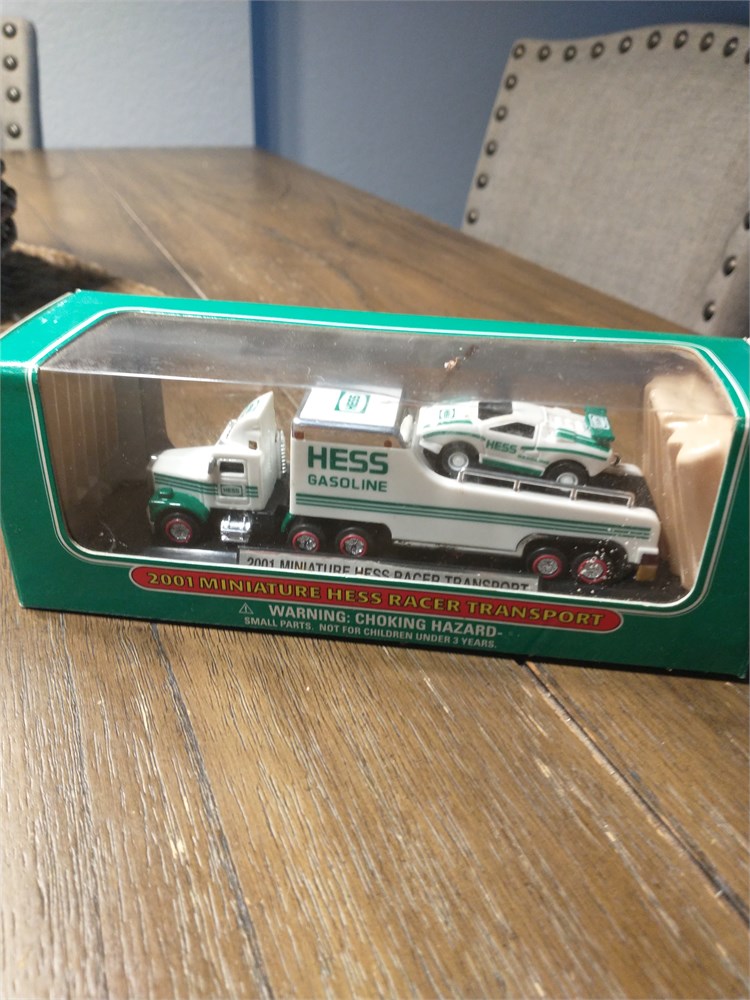 HESS
HESS
GASOLINE
HESS
2001 MINIATURE HESS RACER TRANSPORT
2001 MINIATURE HESS RACER TRANSPORT
WARNING: CHOKING HAZARD-
SMALL PARTS. NOT FOR CHILDREN UNDER 3 YEARS.